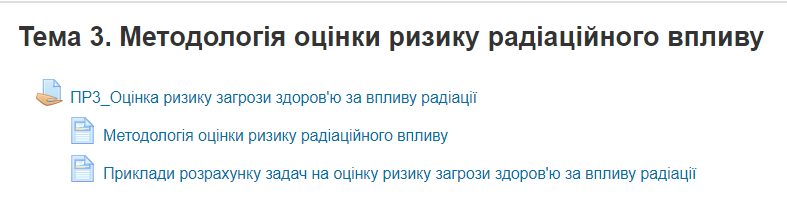 Тема 3. Методологія оцінки ризику радіаційного впливу
ПР3_Оцінка ризику загрози здоров'ю за впливу радіації
Методологія оцінки ризику радіаційного впливу
Приклади розрахунку задач на оцінку ризику загрози здоров'ю за впливу радіації